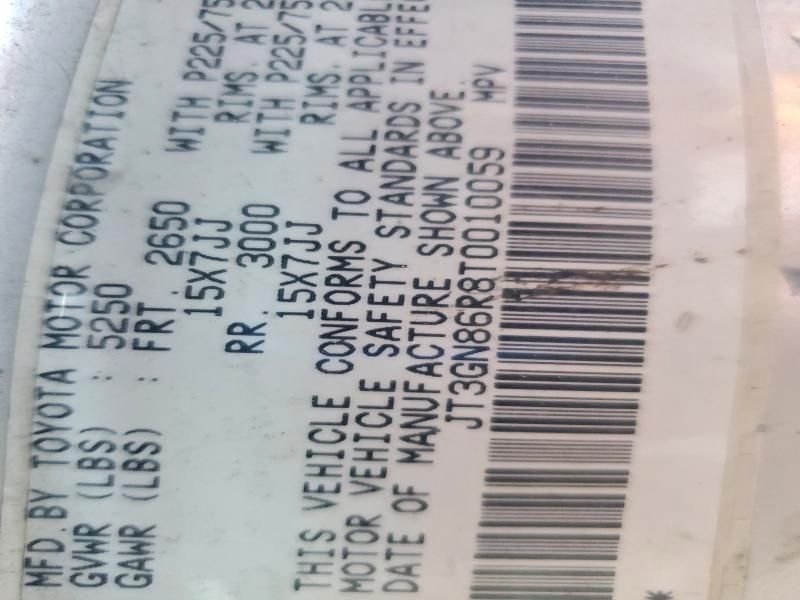 MFD.BY TOYOTA MOTOR CORPORATION
GVWR (LBS) : 5250
GAWR (LBS) : FRT. 2650 WITH P225/75
15X7JJ RIMS. AT 2
RR. 3000 WITH P225/75
15X7JJ RIMS. AT 2
THIS VEHICLE CONFORMS TO ALL APPLICABL
MOTOR VEHICLE SAFETY STANDARDS IN EFFE
DATE OF MANUFACTURE SHOWN ABOVE.
JT3GN86R8T0010059 MPV
*